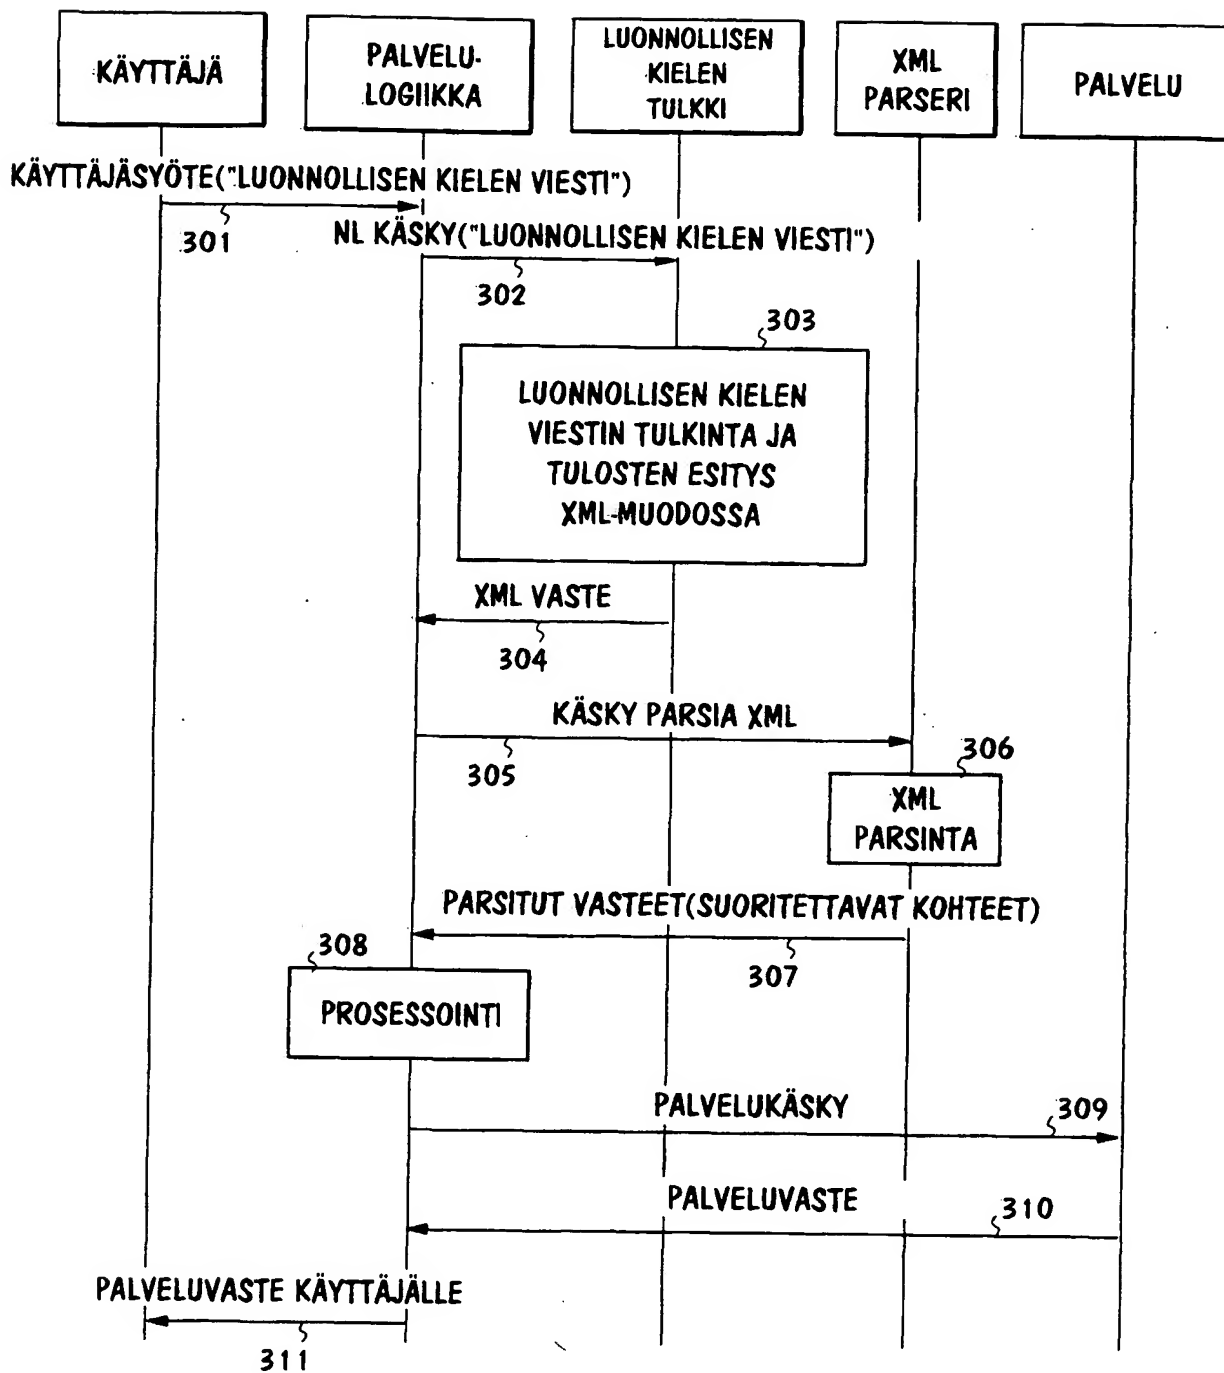 KÄYTTÄJÄ
PALVELU-
LOGIIKKA
LUONNOLLISEN
KIELEN
TULKKI
XML
PARSERI
PALVELU
KÄYTTÄJÄSYÖTE("LUONNOLLISEN KIELEN VIESTI")
301
NL KÄSKY("LUONNOLLISEN KIELEN VIESTI")
302
303
LUONNOLLISEN KIELEN
VIESTIN TULKINTA JA
TULOSTEN ESITYS
XML-MUODOSSA
XML VASTE
304
KÄSKY PARSIA XML
305
306
XML
PARSINTA
PARSITUT VASTEET(SUORITETTAVAT KOHTEET)
307
308
PROSESSOINTI
PALVELUKÄSKY
309
PALVELUVASTE
310
PALVELUVASTE KÄYTTÄJÄLLE
311